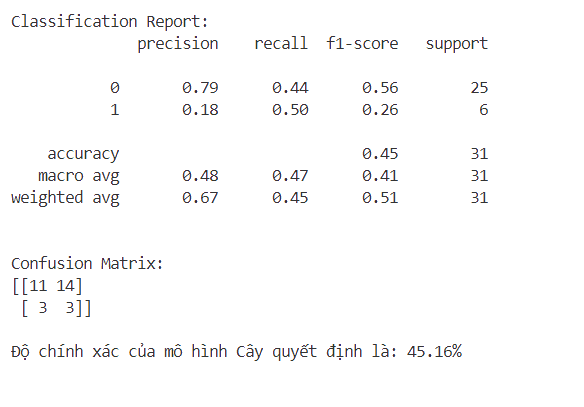 Classification Report:
              precision    recall  f1-score   support

           0       0.79      0.44      0.56        25
           1       0.18      0.50      0.26         6

    accuracy                           0.45        31
   macro avg       0.48      0.47      0.41        31
weighted avg       0.67      0.45      0.51        31

Confusion Matrix:
[[11 14]
 [ 3  3]]

Độ chính xác của mô hình Cây quyết định là: 45.16%